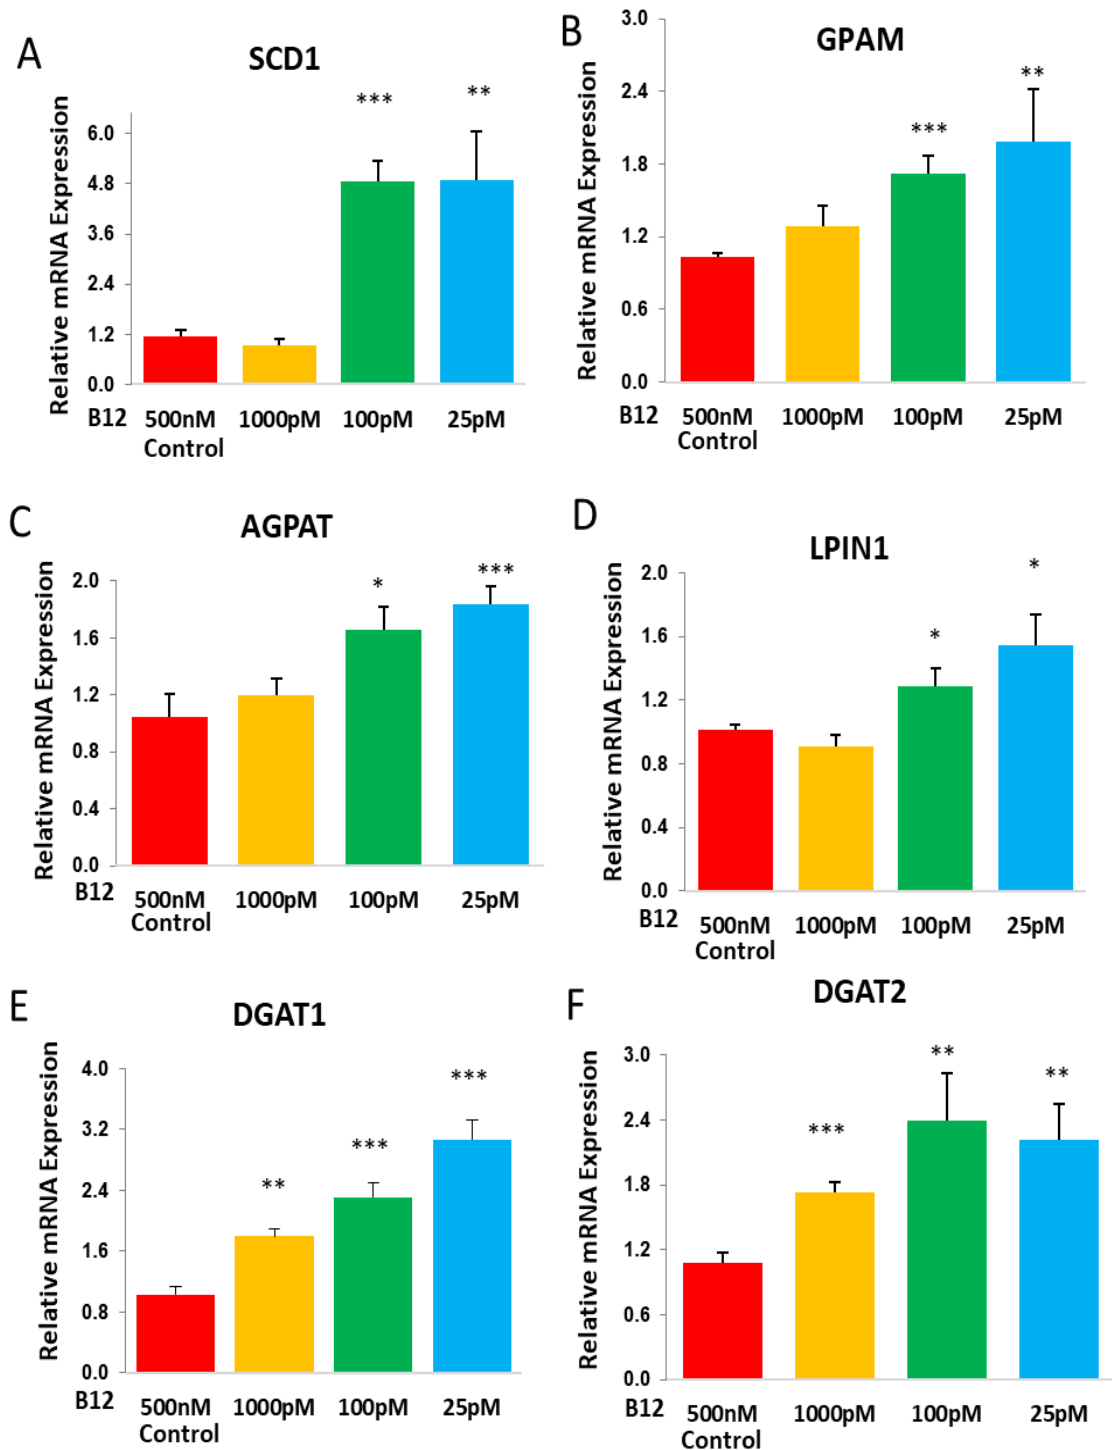 A
SCD1
Relative mRNA Expression
6.0
4.8
3.6
2.4
1.2
0.0
***
**
B12
500nM
Control
1000pM
100pM
25pM
B
GPAM
Relative mRNA Expression
3.0
2.4
1.8
1.2
0.6
0.0
***
**
B12
500nM
Control
1000pM
100pM
25pM
C
AGPAT
Relative mRNA Expression
2.0
1.6
1.2
0.8
0.4
0.0
*
***
B12
500nM
Control
1000pM
100pM
25pM
D
LPIN1
Relative mRNA Expression
2.0
1.6
1.2
0.8
0.4
0.0
*
*
B12
500nM
Control
1000pM
100pM
25pM
E
DGAT1
Relative mRNA Expression
4.0
3.2
2.4
1.6
0.8
0.0
**
***
***
B12
500nM
Control
1000pM
100pM
25pM
F
DGAT2
Relative mRNA Expression
3.0
2.4
1.8
1.2
0.6
0.0
***
**
**
B12
500nM
Control
1000pM
100pM
25pM